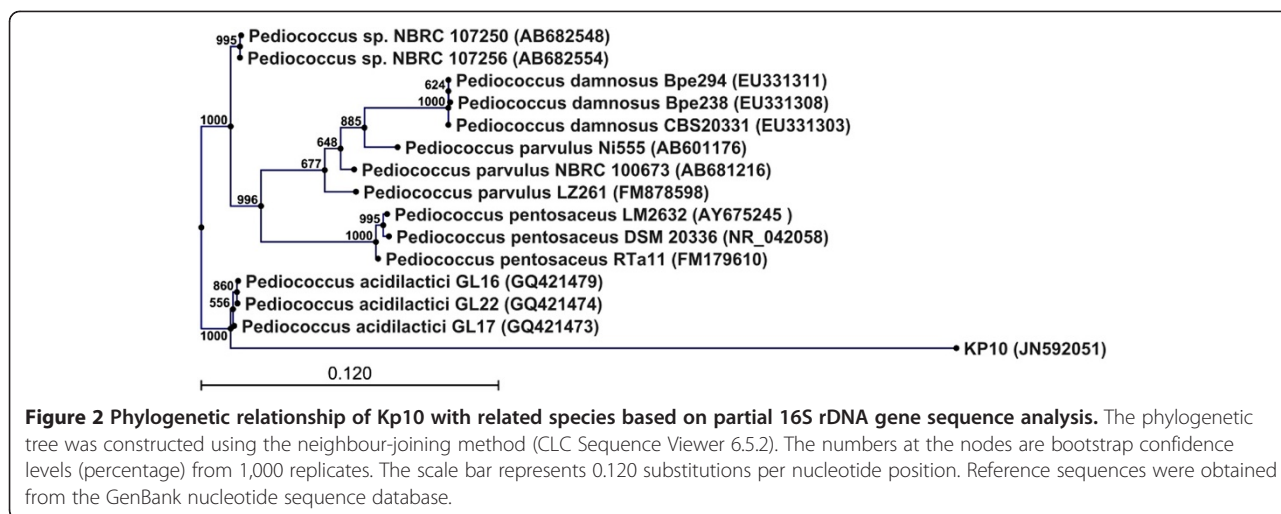 995
Pediococcus sp. NBRC 107250 (AB682548)
Pediococcus sp. NBRC 107256 (AB682554)
Pediococcus damnosus Bpe294 (EU331311)
624
1000
Pediococcus damnosus Bpe238 (EU331308)
Pediococcus damnosus CBS20331 (EU331303)
1000
885
Pediococcus parvulus Ni555 (AB601176)
648
677
Pediococcus parvulus NBRC 100673 (AB681216)
Pediococcus parvulus LZ261 (FM878598)
996
995
Pediococcus pentosaceus LM2632 (AY675245 )
1000
Pediococcus pentosaceus DSM 20336 (NR_042058)
Pediococcus pentosaceus RTa11 (FM179610)
860
Pediococcus acidilactici GL16 (GQ421479)
556
Pediococcus acidilactici GL22 (GQ421474)
Pediococcus acidilactici GL17 (GQ421473)
1000
KP10 (JN592051)
0.120
Figure 2 Phylogenetic relationship of Kp10 with related species based on partial 16S rDNA gene sequence analysis. The phylogenetic
tree was constructed using the neighbour-joining method (CLC Sequence Viewer 6.5.2). The numbers at the nodes are bootstrap confidence
levels (percentage) from 1,000 replicates. The scale bar represents 0.120 substitutions per nucleotide position. Reference sequences were obtained
from the GenBank nucleotide sequence database.